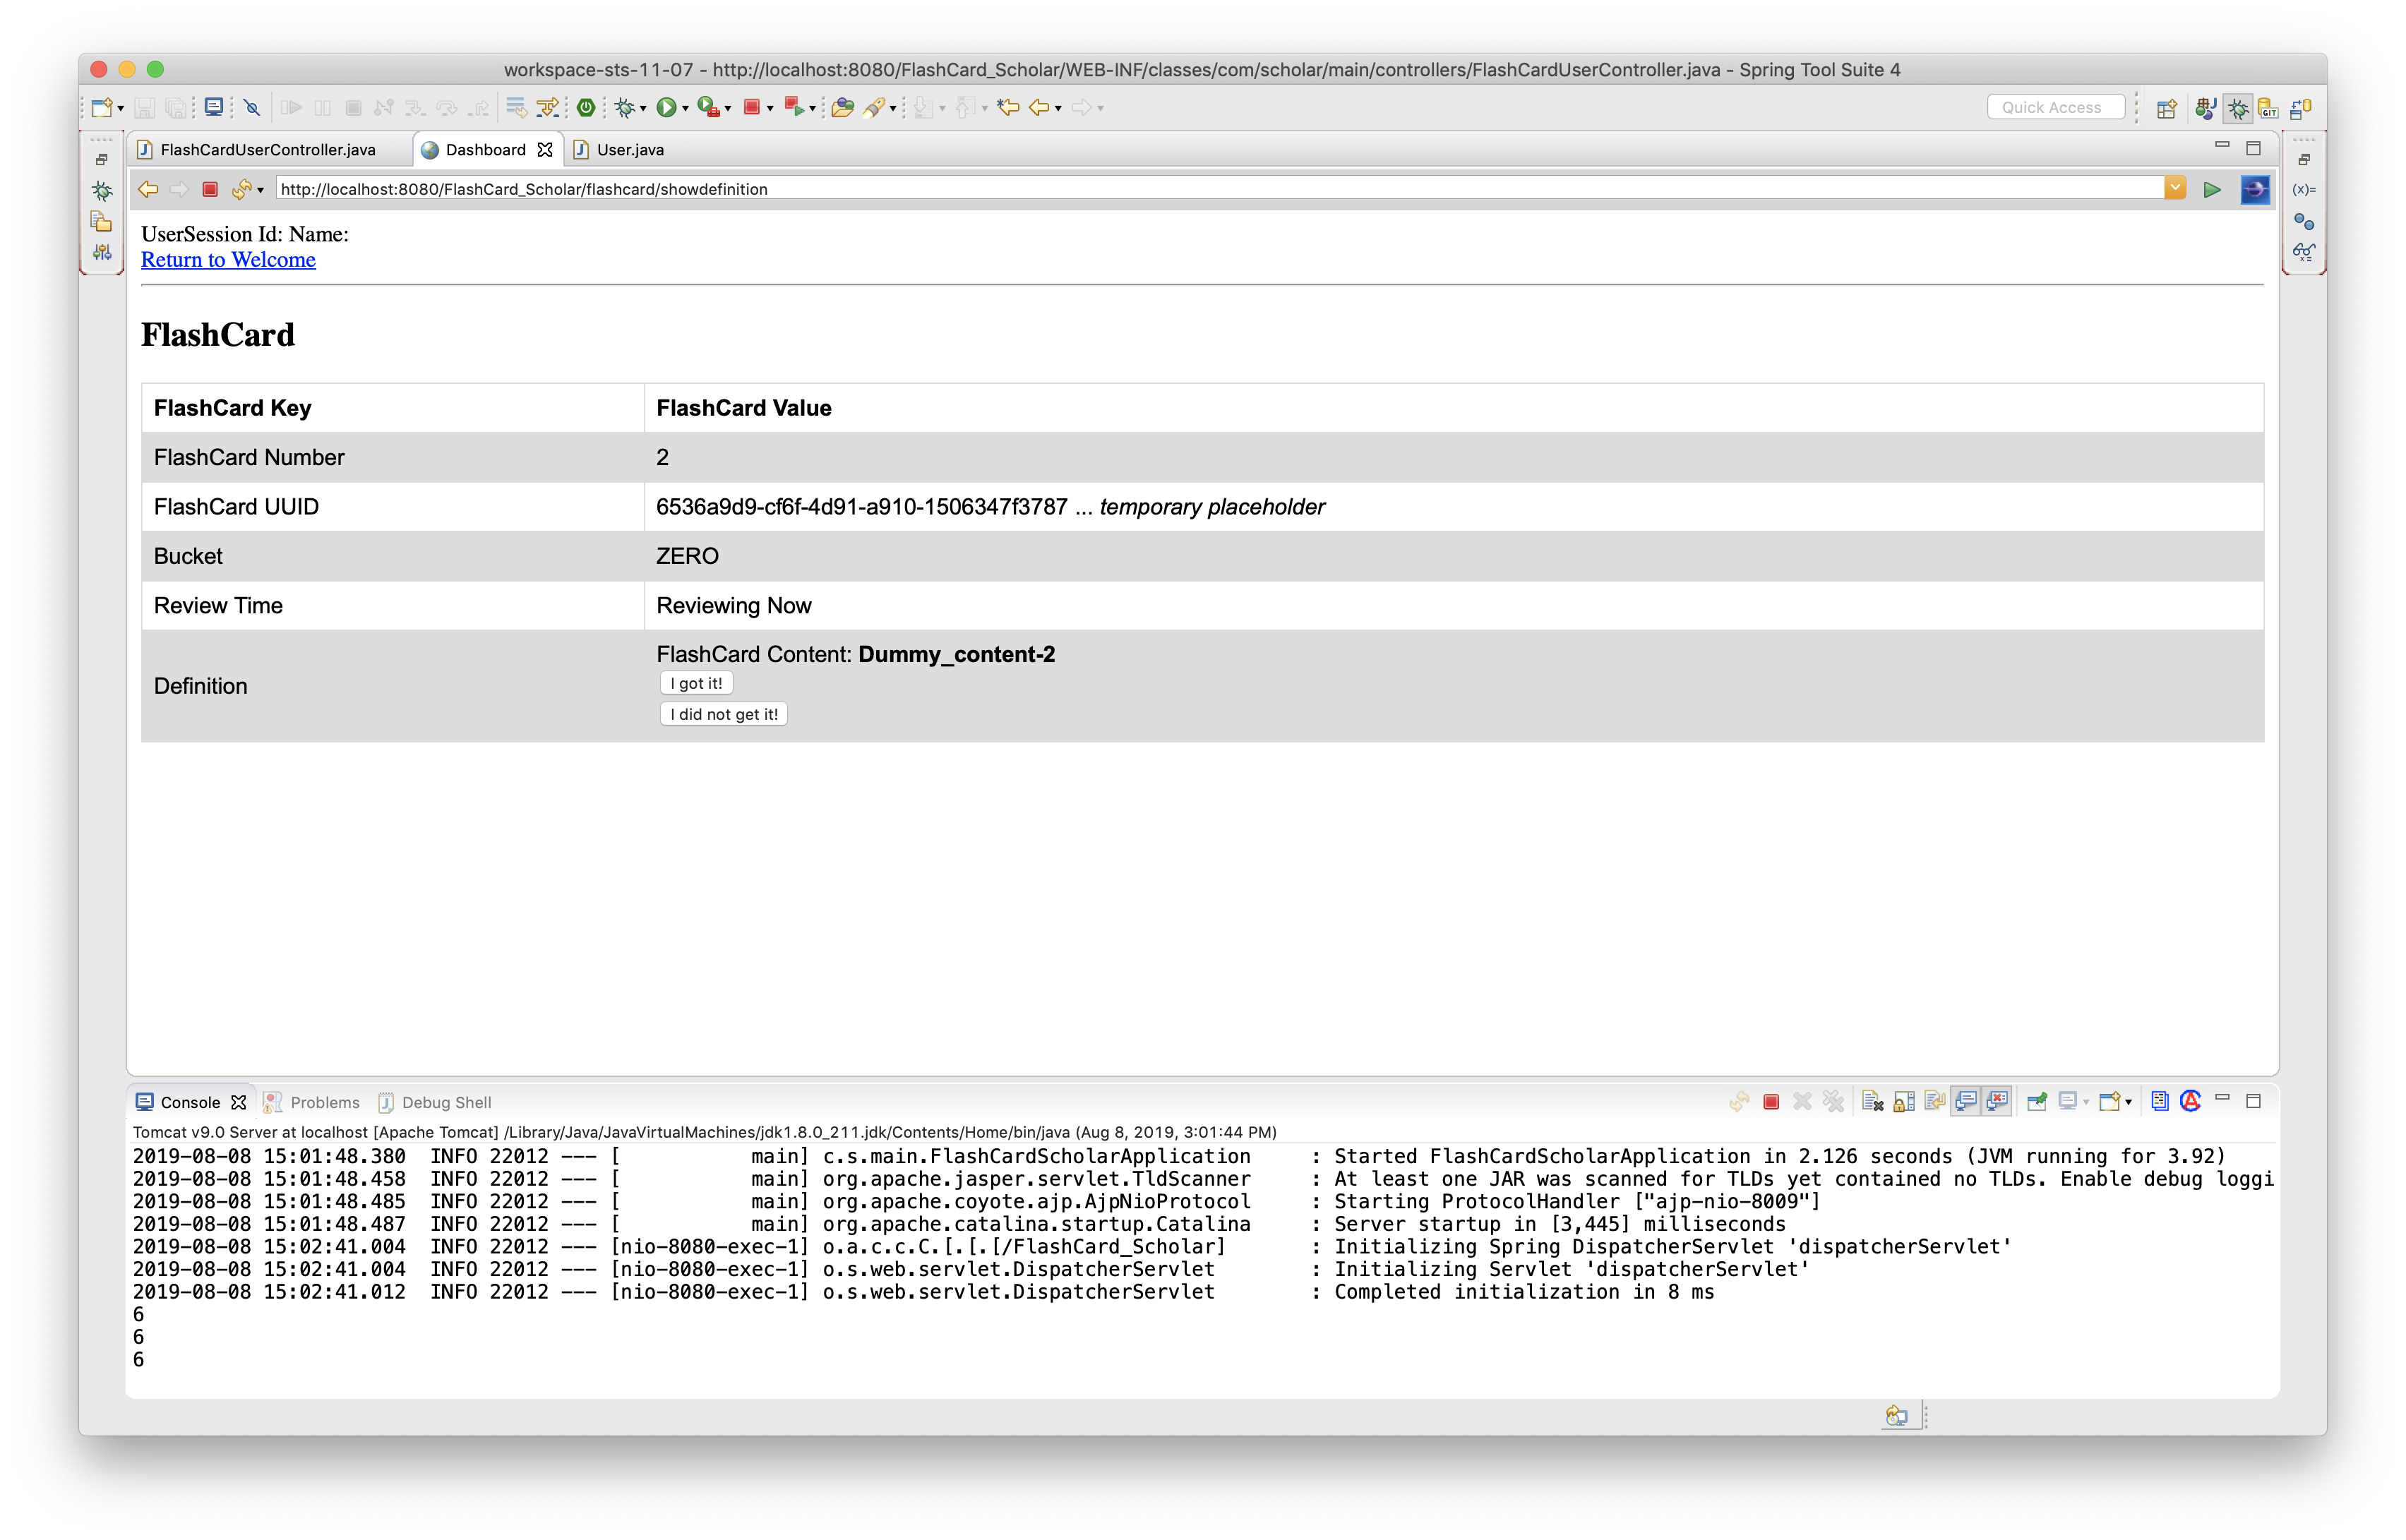 workspace-sts-11-07 - http://localhost:8080/FlashCard_Scholar/WEB-INF/classes/com/scholar/main/controllers/FlashCardUserController.java - Spring Tool Suite 4
Quick Access
FlashCardUserController.java Dashboard User.java
http://localhost:8080/FlashCard_Scholar/flashcard/showdefinition
UserSession Id: Name:
Return to Welcome
FlashCard
FlashCard Key FlashCard Value
FlashCard Number 2
FlashCard UUID 6536a9d9-cf6f-4d91-a910-1506347f3787 ... temporary placeholder
Bucket ZERO
Review Time Reviewing Now
FlashCard Content: Dummy_content-2
Definition
I got it!
I did not get it!
Console Problems Debug Shell
Tomcat v9.0 Server at localhost [Apache Tomcat] /Library/Java/JavaVirtualMachines/jdk1.8.0_211.jdk/Contents/Home/bin/java (Aug 8, 2019, 3:01:44 PM)
2019-08-08 15:01:48.380 INFO 22012 --- [ main] c.s.main.FlashCardScholarApplication : Started FlashCardScholarApplication in 2.126 seconds (JVM running for 3.92)
2019-08-08 15:01:48.458 INFO 22012 --- [ main] org.apache.jasper.servlet.TldScanner : At least one JAR was scanned for TLDs yet contained no TLDs. Enable debug loggi
2019-08-08 15:01:48.485 INFO 22012 --- [ main] org.apache.coyote.ajp.AjpNioProtocol : Starting ProtocolHandler ["ajp-nio-8009"]
2019-08-08 15:01:48.487 INFO 22012 --- [ main] org.apache.catalina.startup.Catalina : Server startup in [3,445] milliseconds
2019-08-08 15:02:41.004 INFO 22012 --- [nio-8080-exec-1] o.a.c.c.C.[.[.[/FlashCard_Scholar] : Initializing Spring DispatcherServlet 'dispatcherServlet'
2019-08-08 15:02:41.004 INFO 22012 --- [nio-8080-exec-1] o.s.web.servlet.DispatcherServlet : Initializing Servlet 'dispatcherServlet'
2019-08-08 15:02:41.012 INFO 22012 --- [nio-8080-exec-1] o.s.web.servlet.DispatcherServlet : Completed initialization in 8 ms
6
6
6